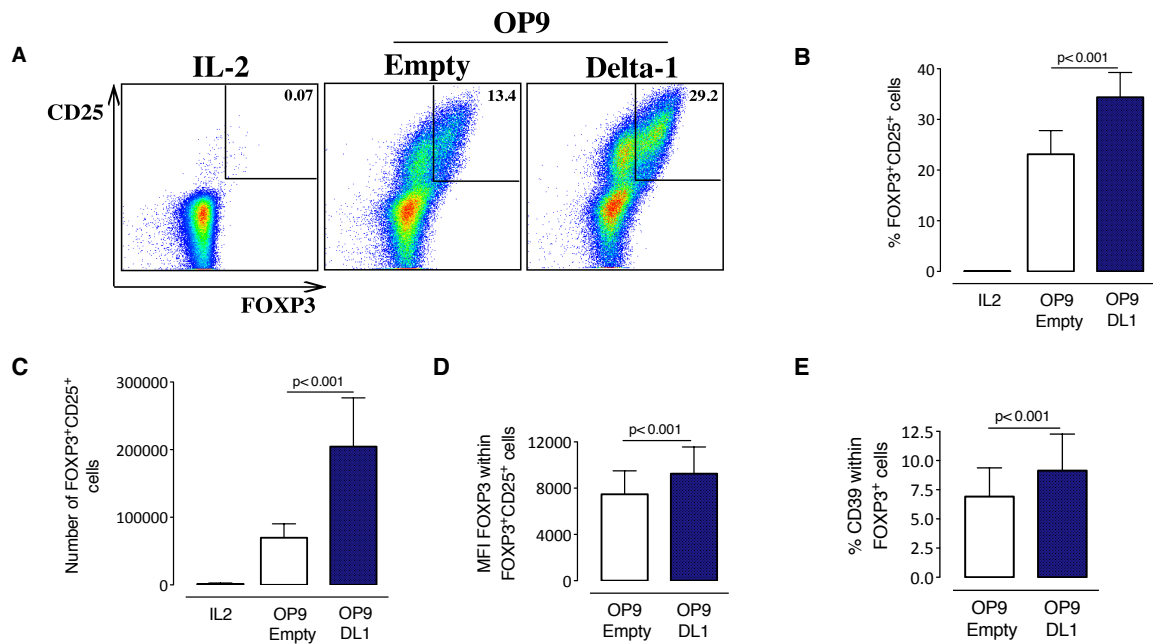 A
OP9
IL-2
Empty
Delta-1
CD25
0.07
13.4
29.2
FOXP3
B
p< 0.001
% FOXP3⁺CD25⁺ cells
40
30
20
10
0
IL2
OP9
Empty
OP9
DL1
C
p< 0.001
Number of FOXP3⁺CD25⁺
cells
300000
200000
100000
0
IL2
OP9
Empty
OP9
DL1
D
p< 0.001
MFI FOXP3 within
FOXP3⁺CD25⁺ cells
12000
8000
4000
0
OP9
Empty
OP9
DL1
E
p< 0.001
% CD39 within
FOXP3⁺ cells
12.5
10.0
7.5
5.0
2.5
0.0
OP9
Empty
OP9
DL1